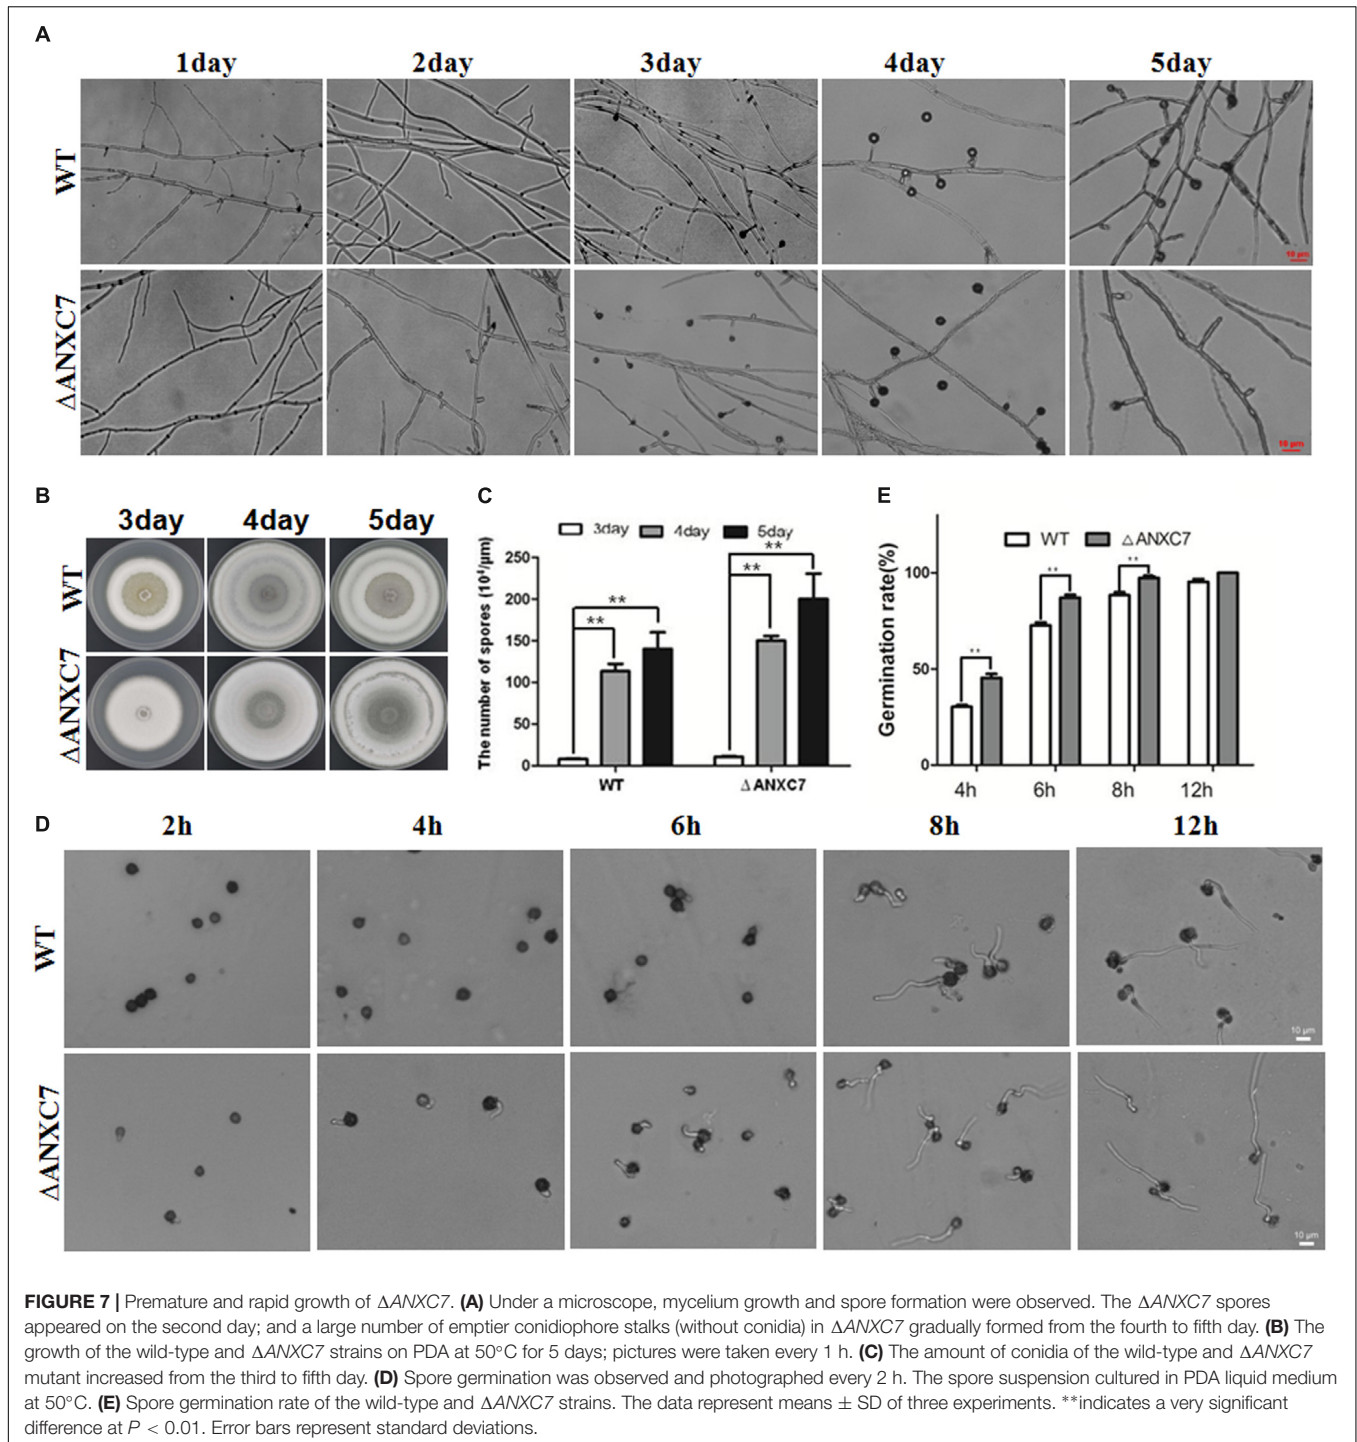 A
1day 2day 3day 4day 5day
WT
10 µm
ΔANXC7
10 µm
B
3day 4day 5day
WT
ΔANXC7
C
3day 4day 5day
The number of spores (10⁴/µm)
250
200
150
100
50
0
** ** ** **
WT ΔANXC7
E
WT ΔANXC7
Germination rate(%)
100
50
0
** ** **
4h 6h 8h 12h
D
2h 4h 6h 8h 12h
WT
10 µm
ΔANXC7
10 µm
FIGURE 7 | Premature and rapid growth of ΔANXC7. (A) Under a microscope, mycelium growth and spore formation were observed. The ΔANXC7 spores
appeared on the second day; and a large number of emptier conidiophore stalks (without conidia) in ΔANXC7 gradually formed from the fourth to fifth day. (B) The
growth of the wild-type and ΔANXC7 strains on PDA at 50°C for 5 days; pictures were taken every 1 h. (C) The amount of conidia of the wild-type and ΔANXC7
mutant increased from the third to fifth day. (D) Spore germination was observed and photographed every 2 h. The spore suspension cultured in PDA liquid medium
at 50°C. (E) Spore germination rate of the wild-type and ΔANXC7 strains. The data represent means ± SD of three experiments. **indicates a very significant
difference at P < 0.01. Error bars represent standard deviations.